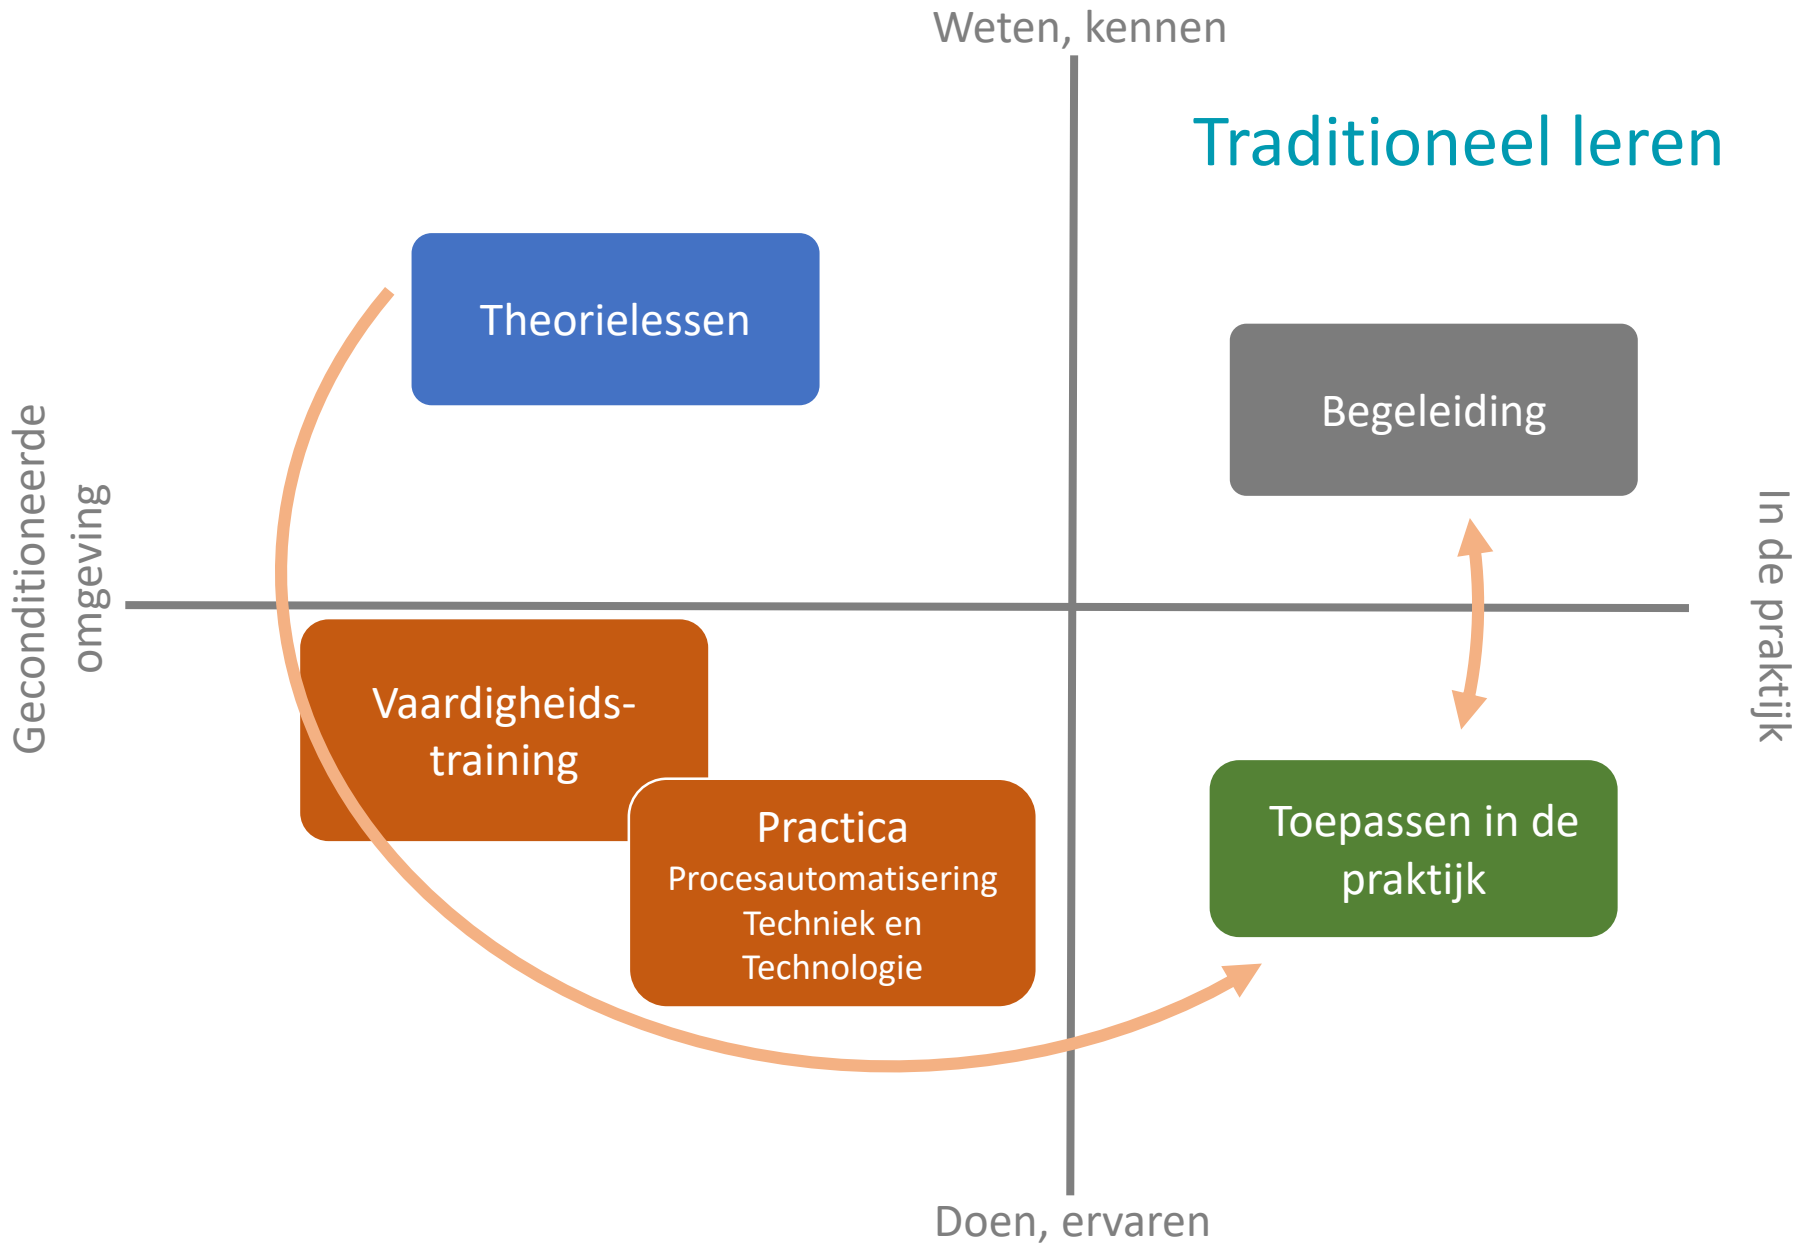 Weten, kennen
Traditioneel leren
Theorielessen
Begeleiding
Geconditioneerde
omgeving
In de praktijk
Vaardigheids-
training
Practica
Procesautomatisering
Techniek en
Technologie
Toepassen in de
praktijk
Doen, ervaren